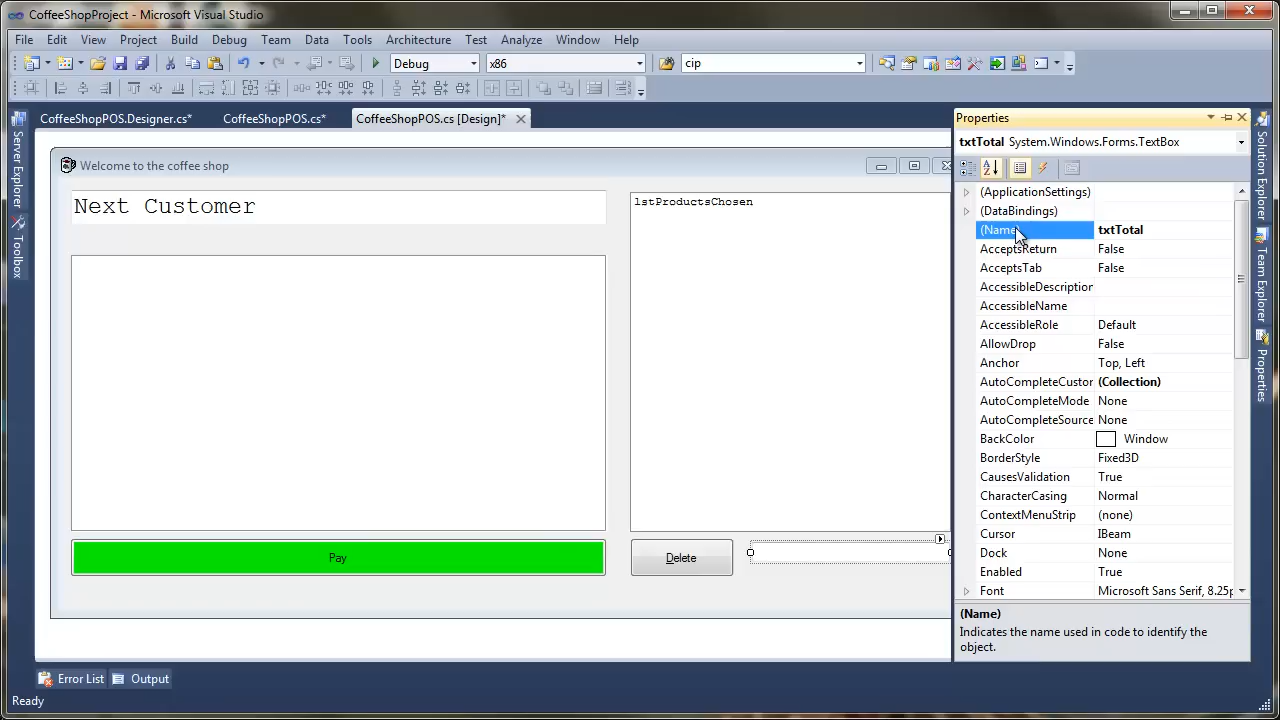 CoffeeShopProject - Microsoft Visual Studio
File Edit View Project Build Debug Team Data Tools Architecture Test Analyze Window Help
Debug x86 cip
CoffeeShopPOS.Designer.cs* CoffeeShopPOS.cs* CoffeeShopPOS.cs [Design]*
Server Explorer
Toolbox
Welcome to the coffee shop
Next Customer
lstProductsChosen
Pay
Delete
Properties
txtTotal System.Windows.Forms.TextBox
(ApplicationSettings)
(DataBindings)
(Name txtTotal
AcceptsReturn False
AcceptsTab False
AccessibleDescription
AccessibleName
AccessibleRole Default
AllowDrop False
Anchor Top, Left
AutoCompleteCustor (Collection)
AutoCompleteMode None
AutoCompleteSource None
BackColor Window
BorderStyle Fixed3D
CausesValidation True
CharacterCasing Normal
ContextMenuStrip (none)
Cursor IBeam
Dock None
Enabled True
Font Microsoft Sans Serif, 8.25p
(Name)
Indicates the name used in code to identify the
object.
Solution Explorer
Team Explorer
Properties
Error List Output
Ready